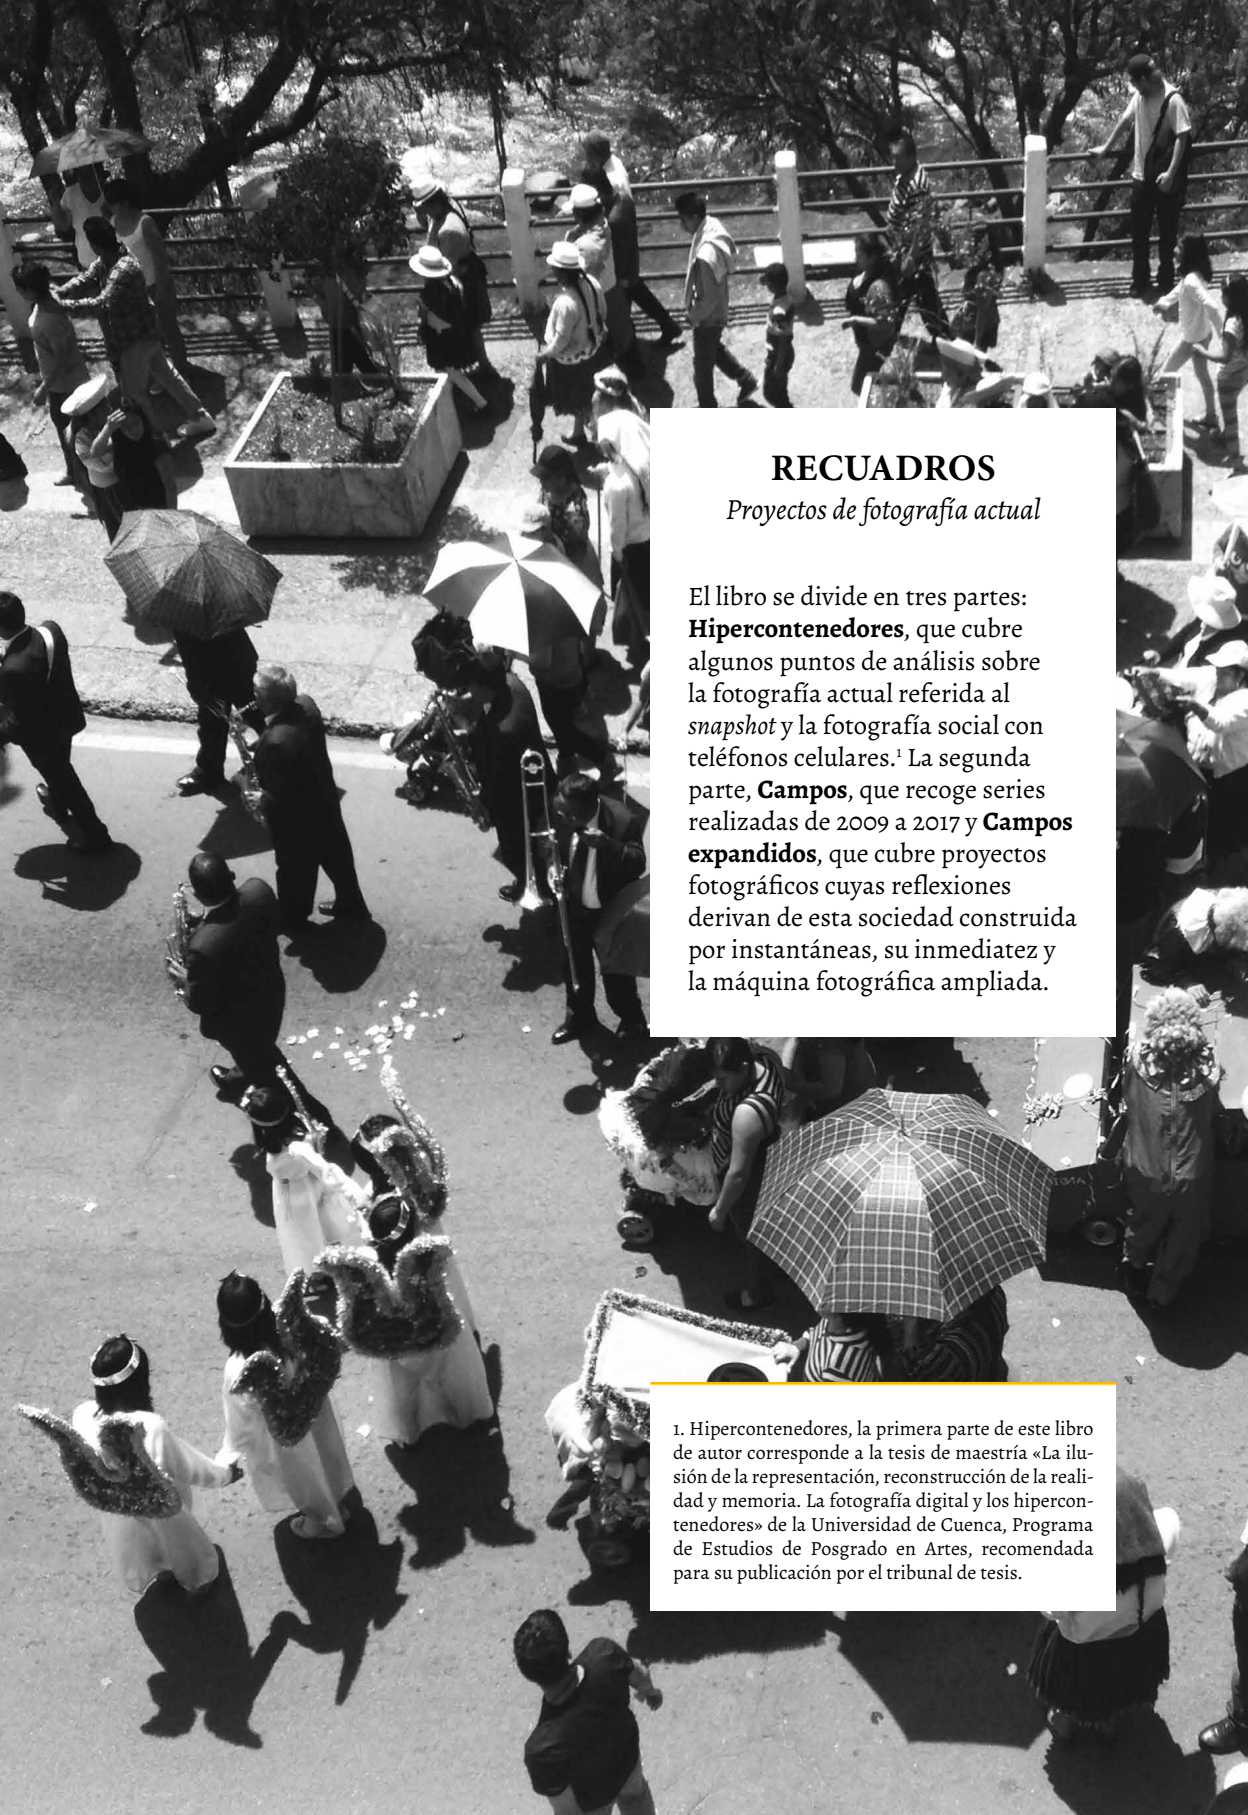 RECUADROS
Proyectos de fotografía actual
El libro se divide en tres partes:
Hipercontenedores, que cubre
algunos puntos de análisis sobre
la fotografía actual referida al
snapshot y la fotografía social con
teléfonos celulares.¹ La segunda
parte, Campos, que recoge series
realizadas de 2009 a 2017 y Campos
expandidos, que cubre proyectos
fotográficos cuyas reflexiones
derivan de esta sociedad construida
por instantáneas, su inmediatez y
la máquina fotográfica ampliada.
1. Hipercontenedores, la primera parte de este libro
de autor corresponde a la tesis de maestría «La ilu-
sión de la representación, reconstrucción de la reali-
dad y memoria. La fotografía digital y los hipercon-
tenedores» de la Universidad de Cuenca, Programa
de Estudios de Posgrado en Artes, recomendada
para su publicación por el tribunal de tesis.